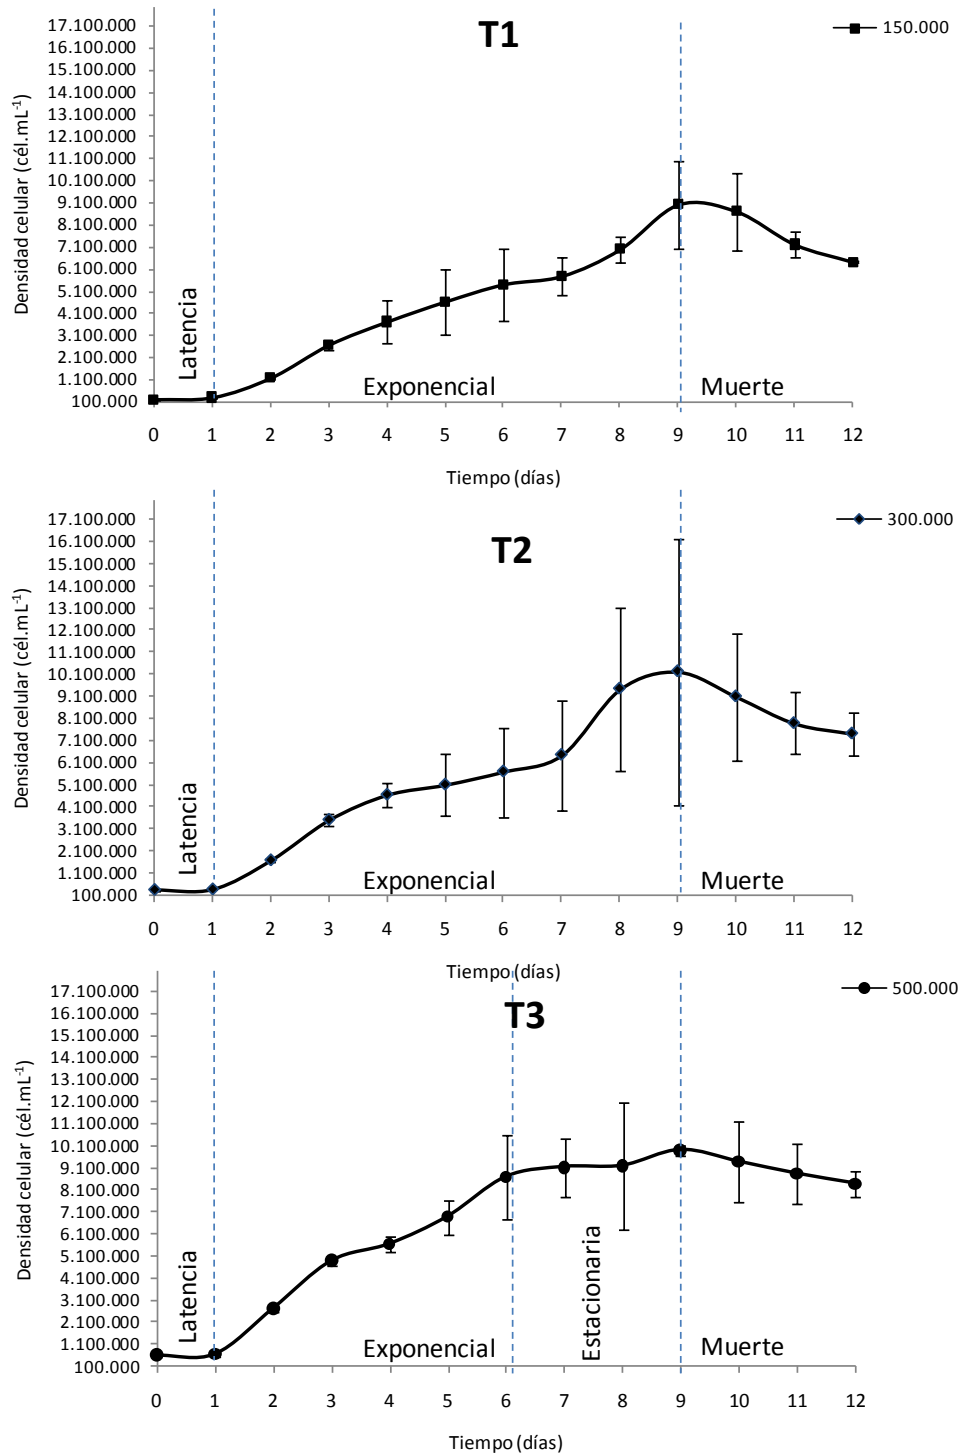 T1
150.000
Densidad celular (cél.mL-1)
17.100.000
16.100.000
15.100.000
14.100.000
13.100.000
12.100.000
11.100.000
10.100.000
9.100.000
8.100.000
7.100.000
6.100.000
5.100.000
4.100.000
3.100.000
2.100.000
1.100.000
100.000
Latencia
Exponencial
Muerte
0 1 2 3 4 5 6 7 8 9 10 11 12
Tiempo (días)
T2
300.000
Densidad celular (cél.mL-1)
17.100.000
16.100.000
15.100.000
14.100.000
13.100.000
12.100.000
11.100.000
10.100.000
9.100.000
8.100.000
7.100.000
6.100.000
5.100.000
4.100.000
3.100.000
2.100.000
1.100.000
100.000
Latencia
Exponencial
Muerte
0 1 2 3 4 5 6 7 8 9 10 11 12
Tiempo (días)
T3
500.000
Densidad celular (cél.mL-1)
17.100.000
16.100.000
15.100.000
14.100.000
13.100.000
12.100.000
11.100.000
10.100.000
9.100.000
8.100.000
7.100.000
6.100.000
5.100.000
4.100.000
3.100.000
2.100.000
1.100.000
100.000
Latencia
Exponencial
Estacionaria
Muerte
0 1 2 3 4 5 6 7 8 9 10 11 12
Tiempo (días)